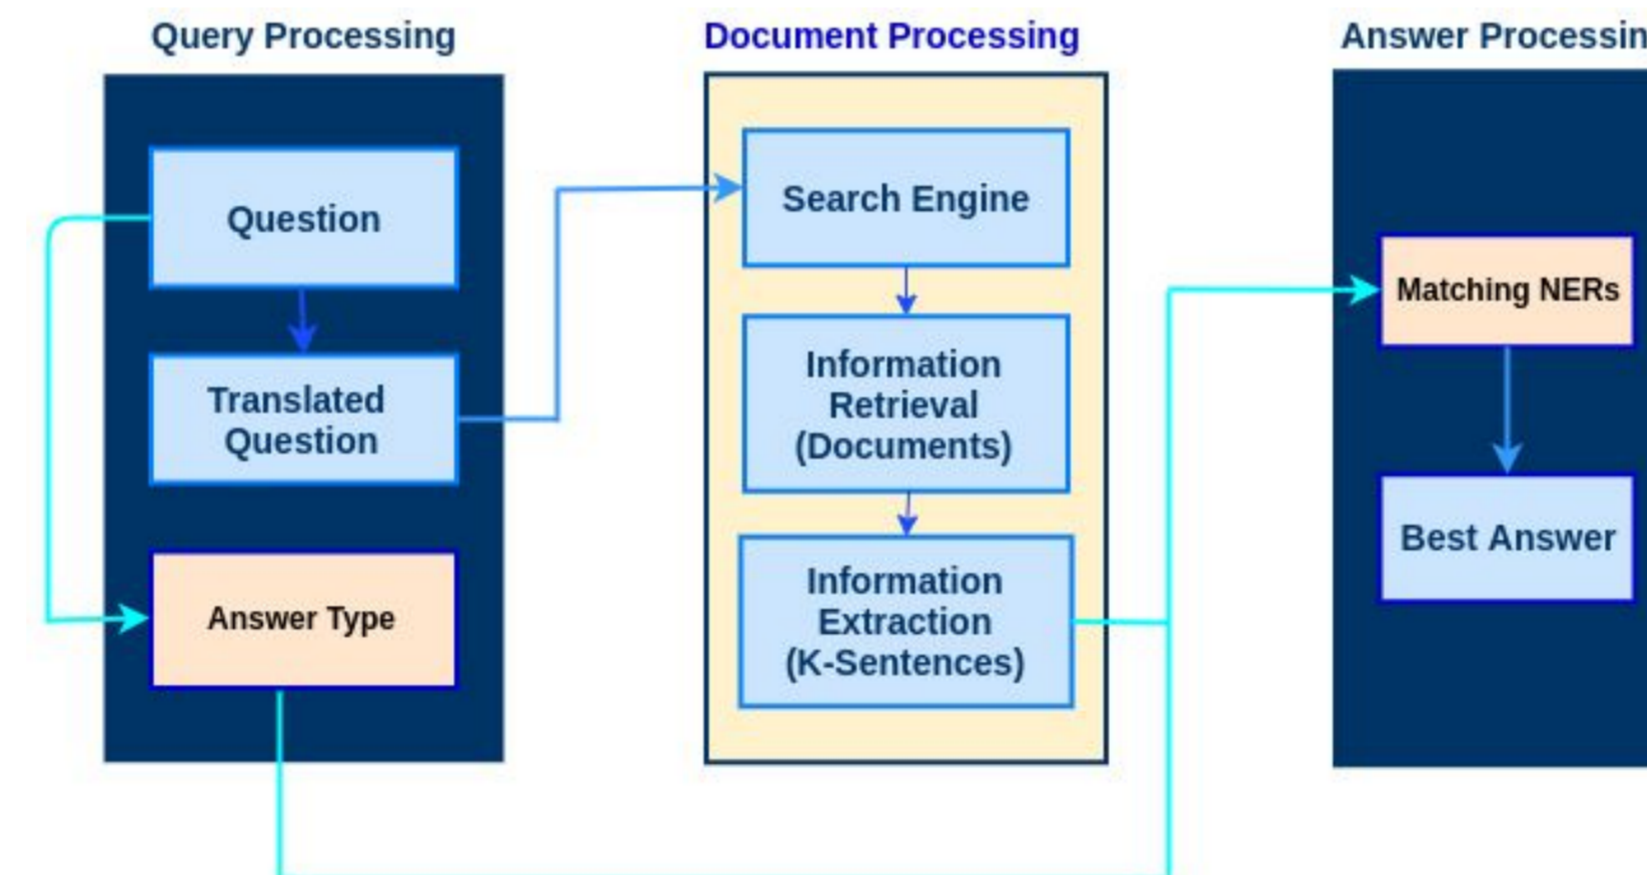 Query Processing
Question
Translated
Question
Answer Type
Document Processing
Search Engine
Information
Retrieval
(Documents)
Information
Extraction
(K-Sentences)
Answer Processin
Matching NERs
Best Answer